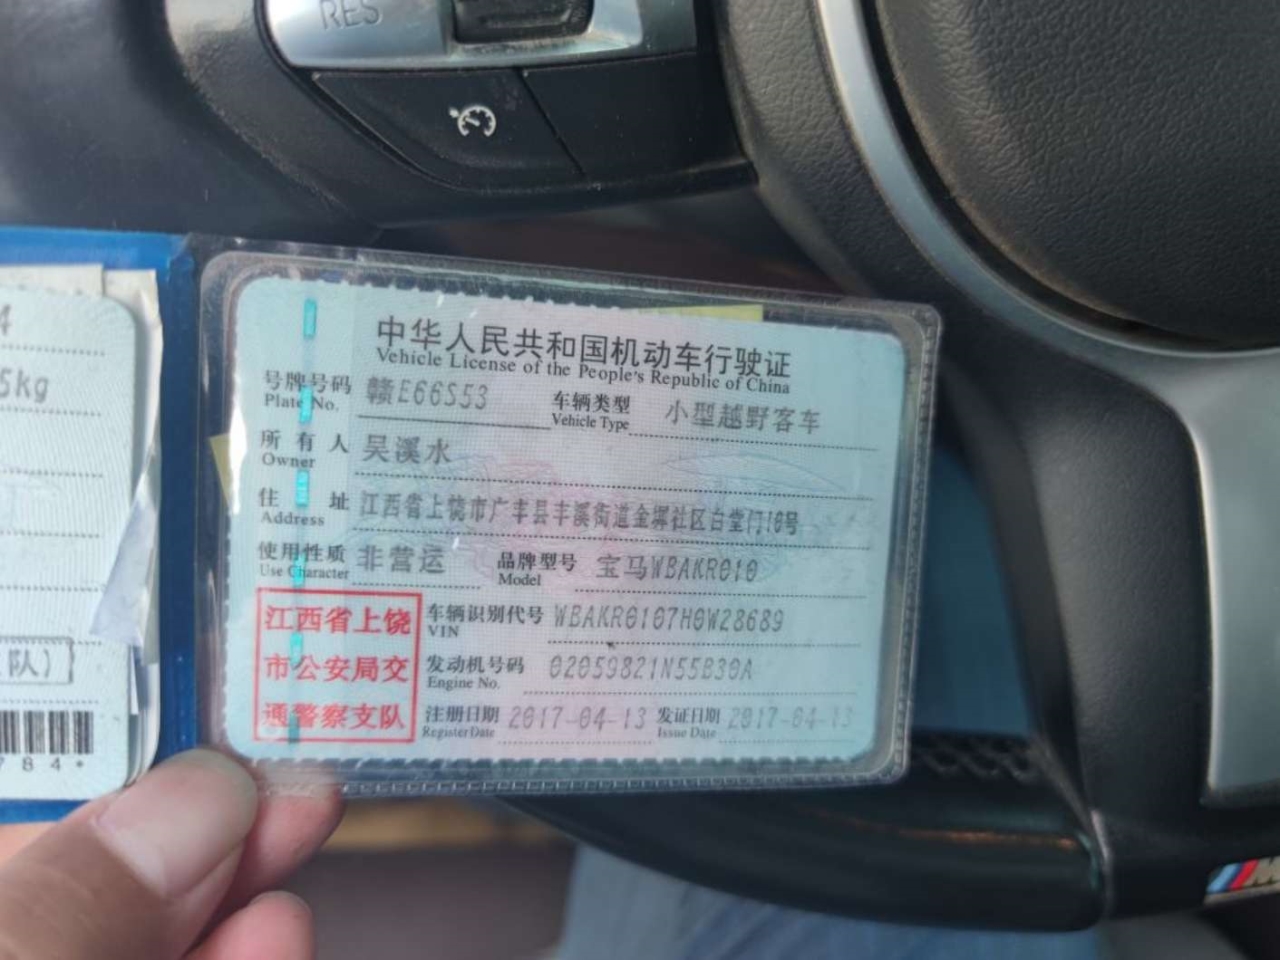 RES
中华人民共和国机动车行驶证
Vehicle License of the People's Republic of China
号牌号码 赣E66S53 车辆类型 小型越野客车
Plate No. Vehicle Type
所有人 吴溪水
Owner
住址 江西省上饶市广丰县丰溪街道金墀社区白堂门10号
Address
使用性质 非营运 品牌型号 宝马WBAKR010
Use Character Model
江西省上饶
市公安局交
通警察支队
车辆识别代号 WBAKR0107H0W28689
VIN
发动机号码 02059821N55B30A
Engine No.
注册日期 2017-04-13 发证日期 2017-04-13
Register Date Issue Date
4
5kg
队)
784*